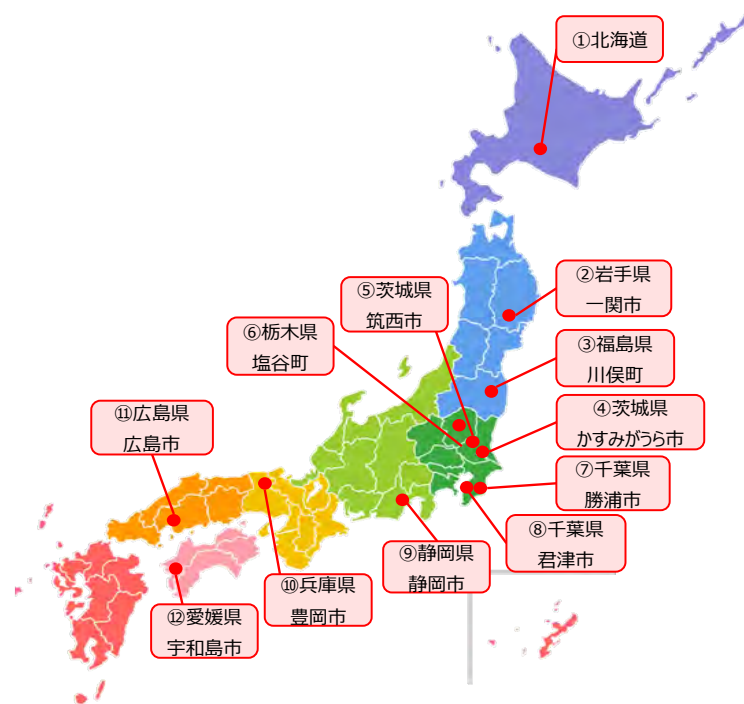 ①北海道
②岩手県
一関市
③福島県
川俣町
④茨城県
かすみがうら市
⑤茨城県
筑西市
⑥栃木県
塩谷町
⑦千葉県
勝浦市
⑧千葉県
君津市
⑨静岡県
静岡市
⑩兵庫県
豊岡市
⑪広島県
広島市
⑫愛媛県
宇和島市